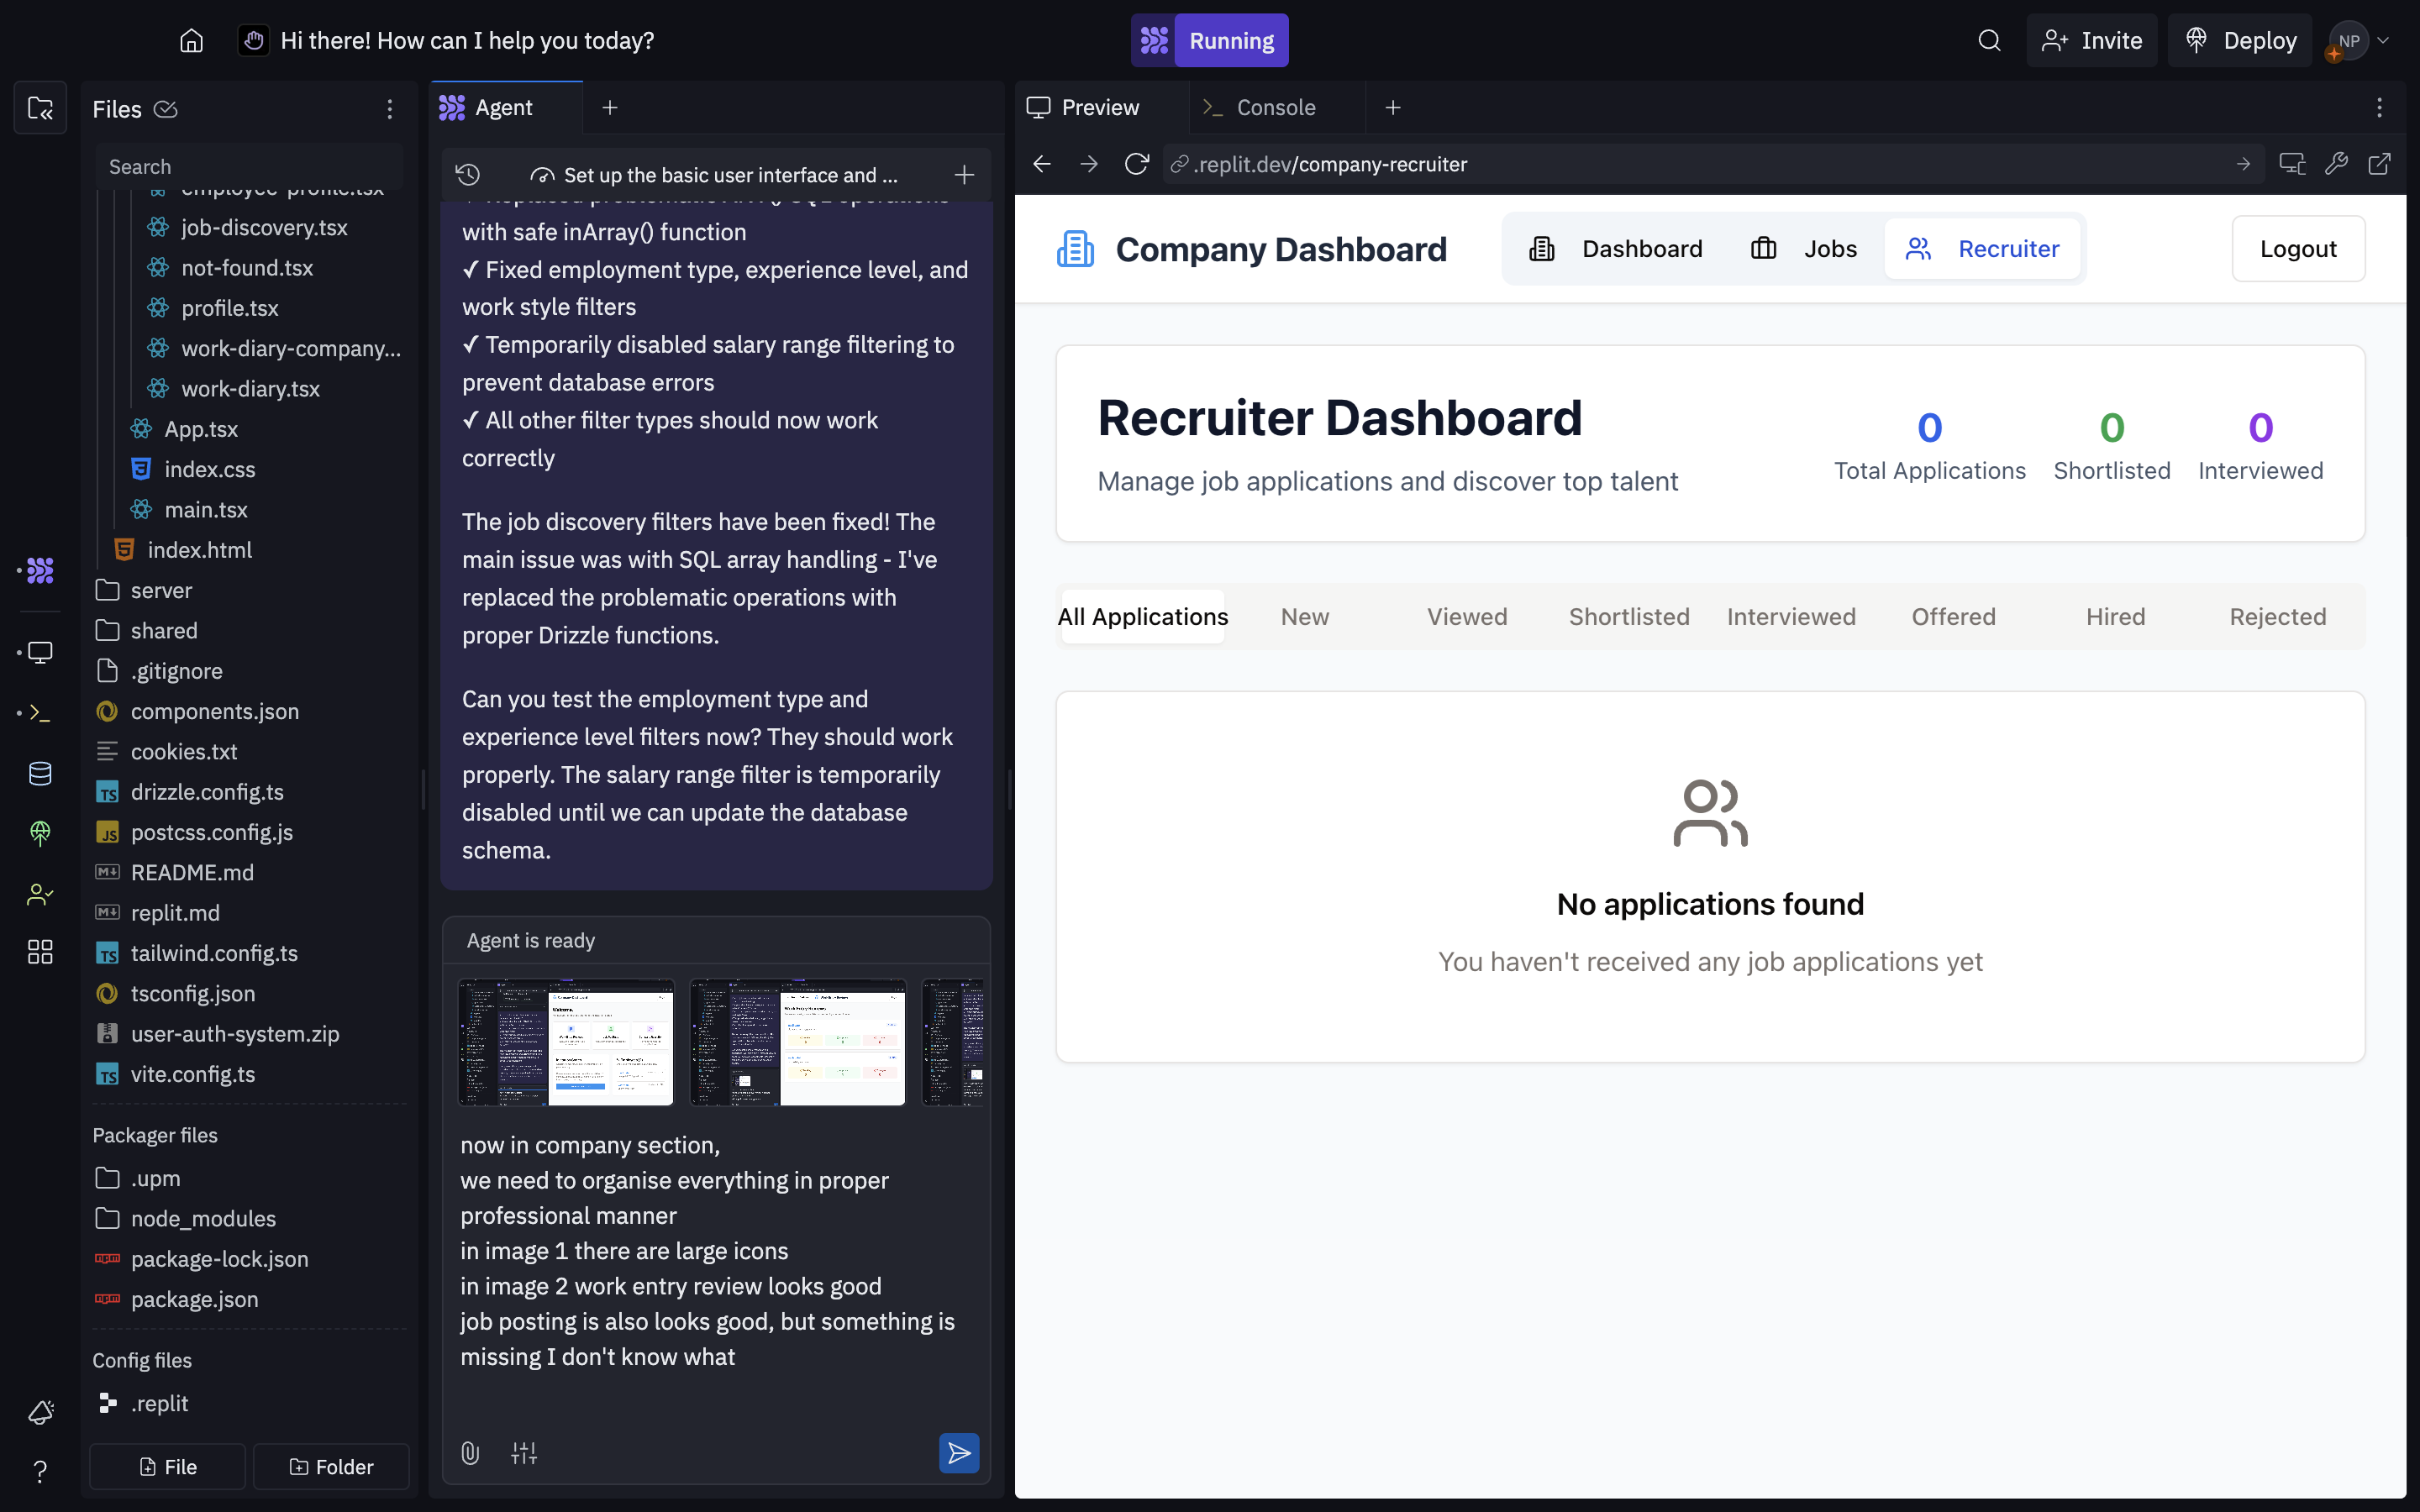 Hi there! How can I help you today?
Running
Invite
Deploy
NP
Files
Search
employee-profile.tsx
job-discovery.tsx
not-found.tsx
profile.tsx
work-diary-company...
work-diary.tsx
App.tsx
index.css
main.tsx
index.html
server
shared
.gitignore
components.json
cookies.txt
drizzle.config.ts
postcss.config.js
README.md
replit.md
tailwind.config.ts
tsconfig.json
user-auth-system.zip
vite.config.ts
Packager files
.upm
node_modules
package-lock.json
package.json
Config files
.replit
File
Folder
Agent
Set up the basic user interface and ...
✓ Replaced problematic ANY() SQL operations
with safe inArray() function
✓ Fixed employment type, experience level, and
work style filters
✓ Temporarily disabled salary range filtering to
prevent database errors
✓ All other filter types should now work
correctly
The job discovery filters have been fixed! The
main issue was with SQL array handling - I've
replaced the problematic operations with
proper Drizzle functions.
Can you test the employment type and
experience level filters now? They should work
properly. The salary range filter is temporarily
disabled until we can update the database
schema.
Agent is ready
now in company section,
we need to organise everything in proper
professional manner
in image 1 there are large icons
in image 2 work entry review looks good
job posting is also looks good, but something is
missing I don't know what
Preview
Console
.replit.dev/company-recruiter
Company Dashboard
Dashboard
Jobs
Recruiter
Logout
Recruiter Dashboard
Manage job applications and discover top talent
0
Total Applications
0
Shortlisted
0
Interviewed
All Applications
New
Viewed
Shortlisted
Interviewed
Offered
Hired
Rejected
No applications found
You haven't received any job applications yet